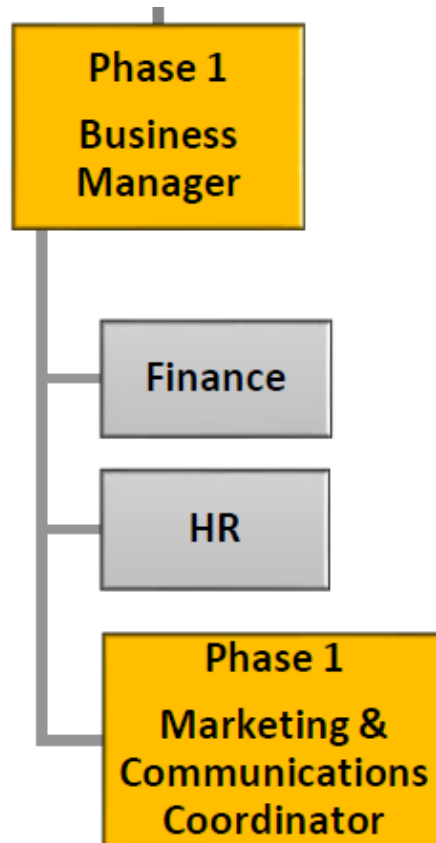 Phase 1
Business
Manager
Finance
HR
Phase 1
Marketing &
Communications
Coordinator